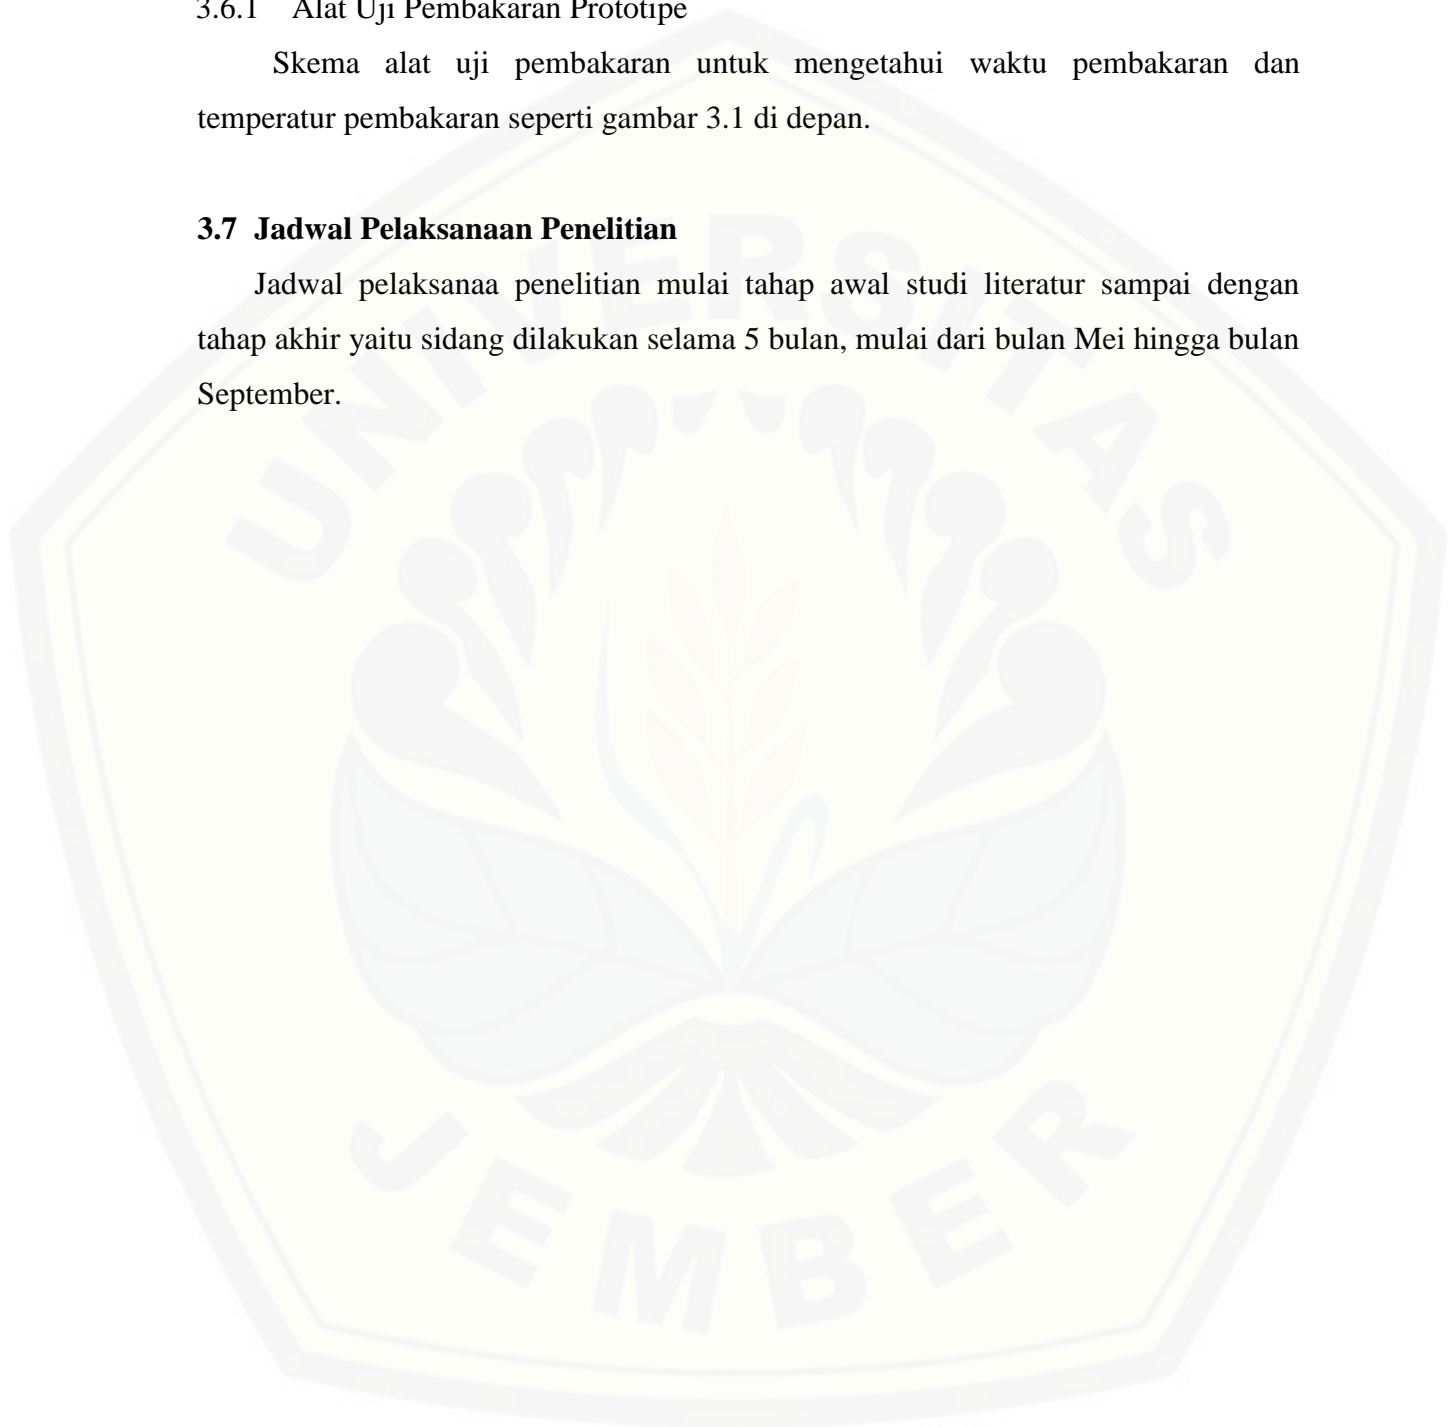 3.6.1 Alat Uji Pembakaran Prototipe
Skema alat uji pembakaran untuk mengetahui waktu pembakaran dan
temperatur pembakaran seperti gambar 3.1 di depan.
3.7 Jadwal Pelaksanaan Penelitian
Jadwal pelaksanaa penelitian mulai tahap awal studi literatur sampai dengan
tahap akhir yaitu sidang dilakukan selama 5 bulan, mulai dari bulan Mei hingga bulan
September.
UNIVERSITAS
JEMBER